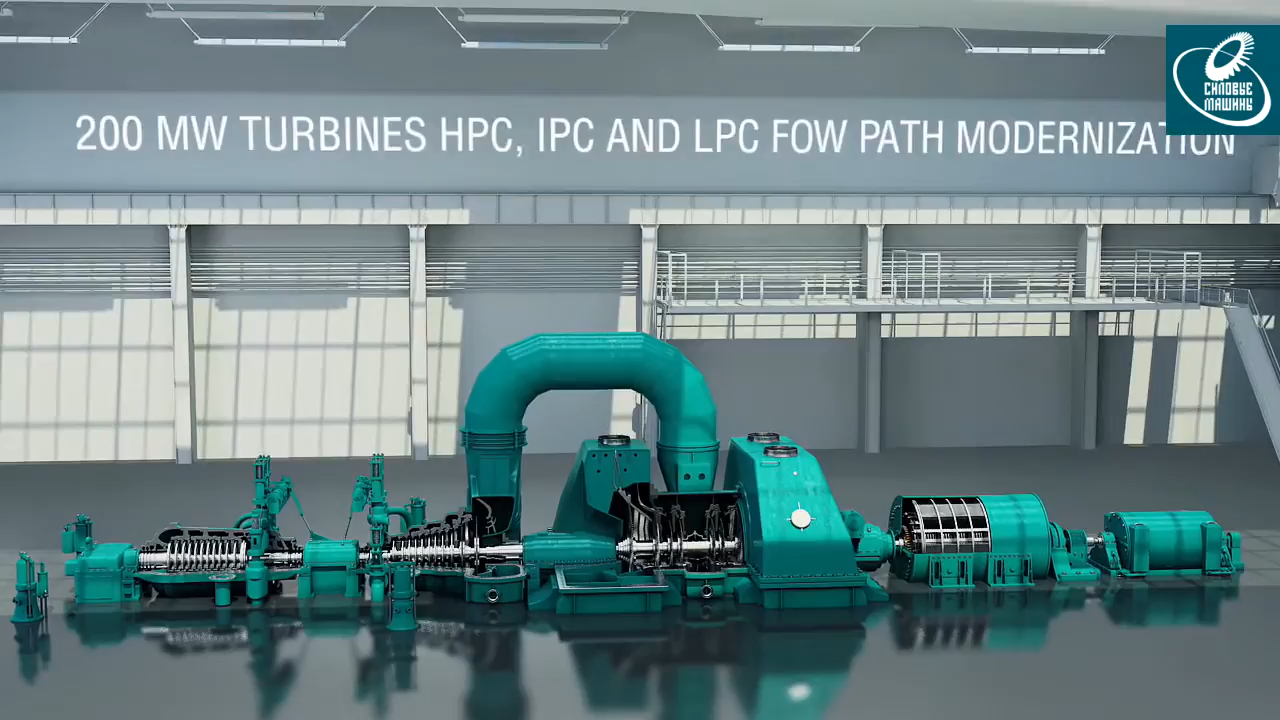 200 MW TURBINES HPC, IPC AND LPC FOW PATH MODERNIZATION
СИЛОВЫЕ
МАШИНЫ